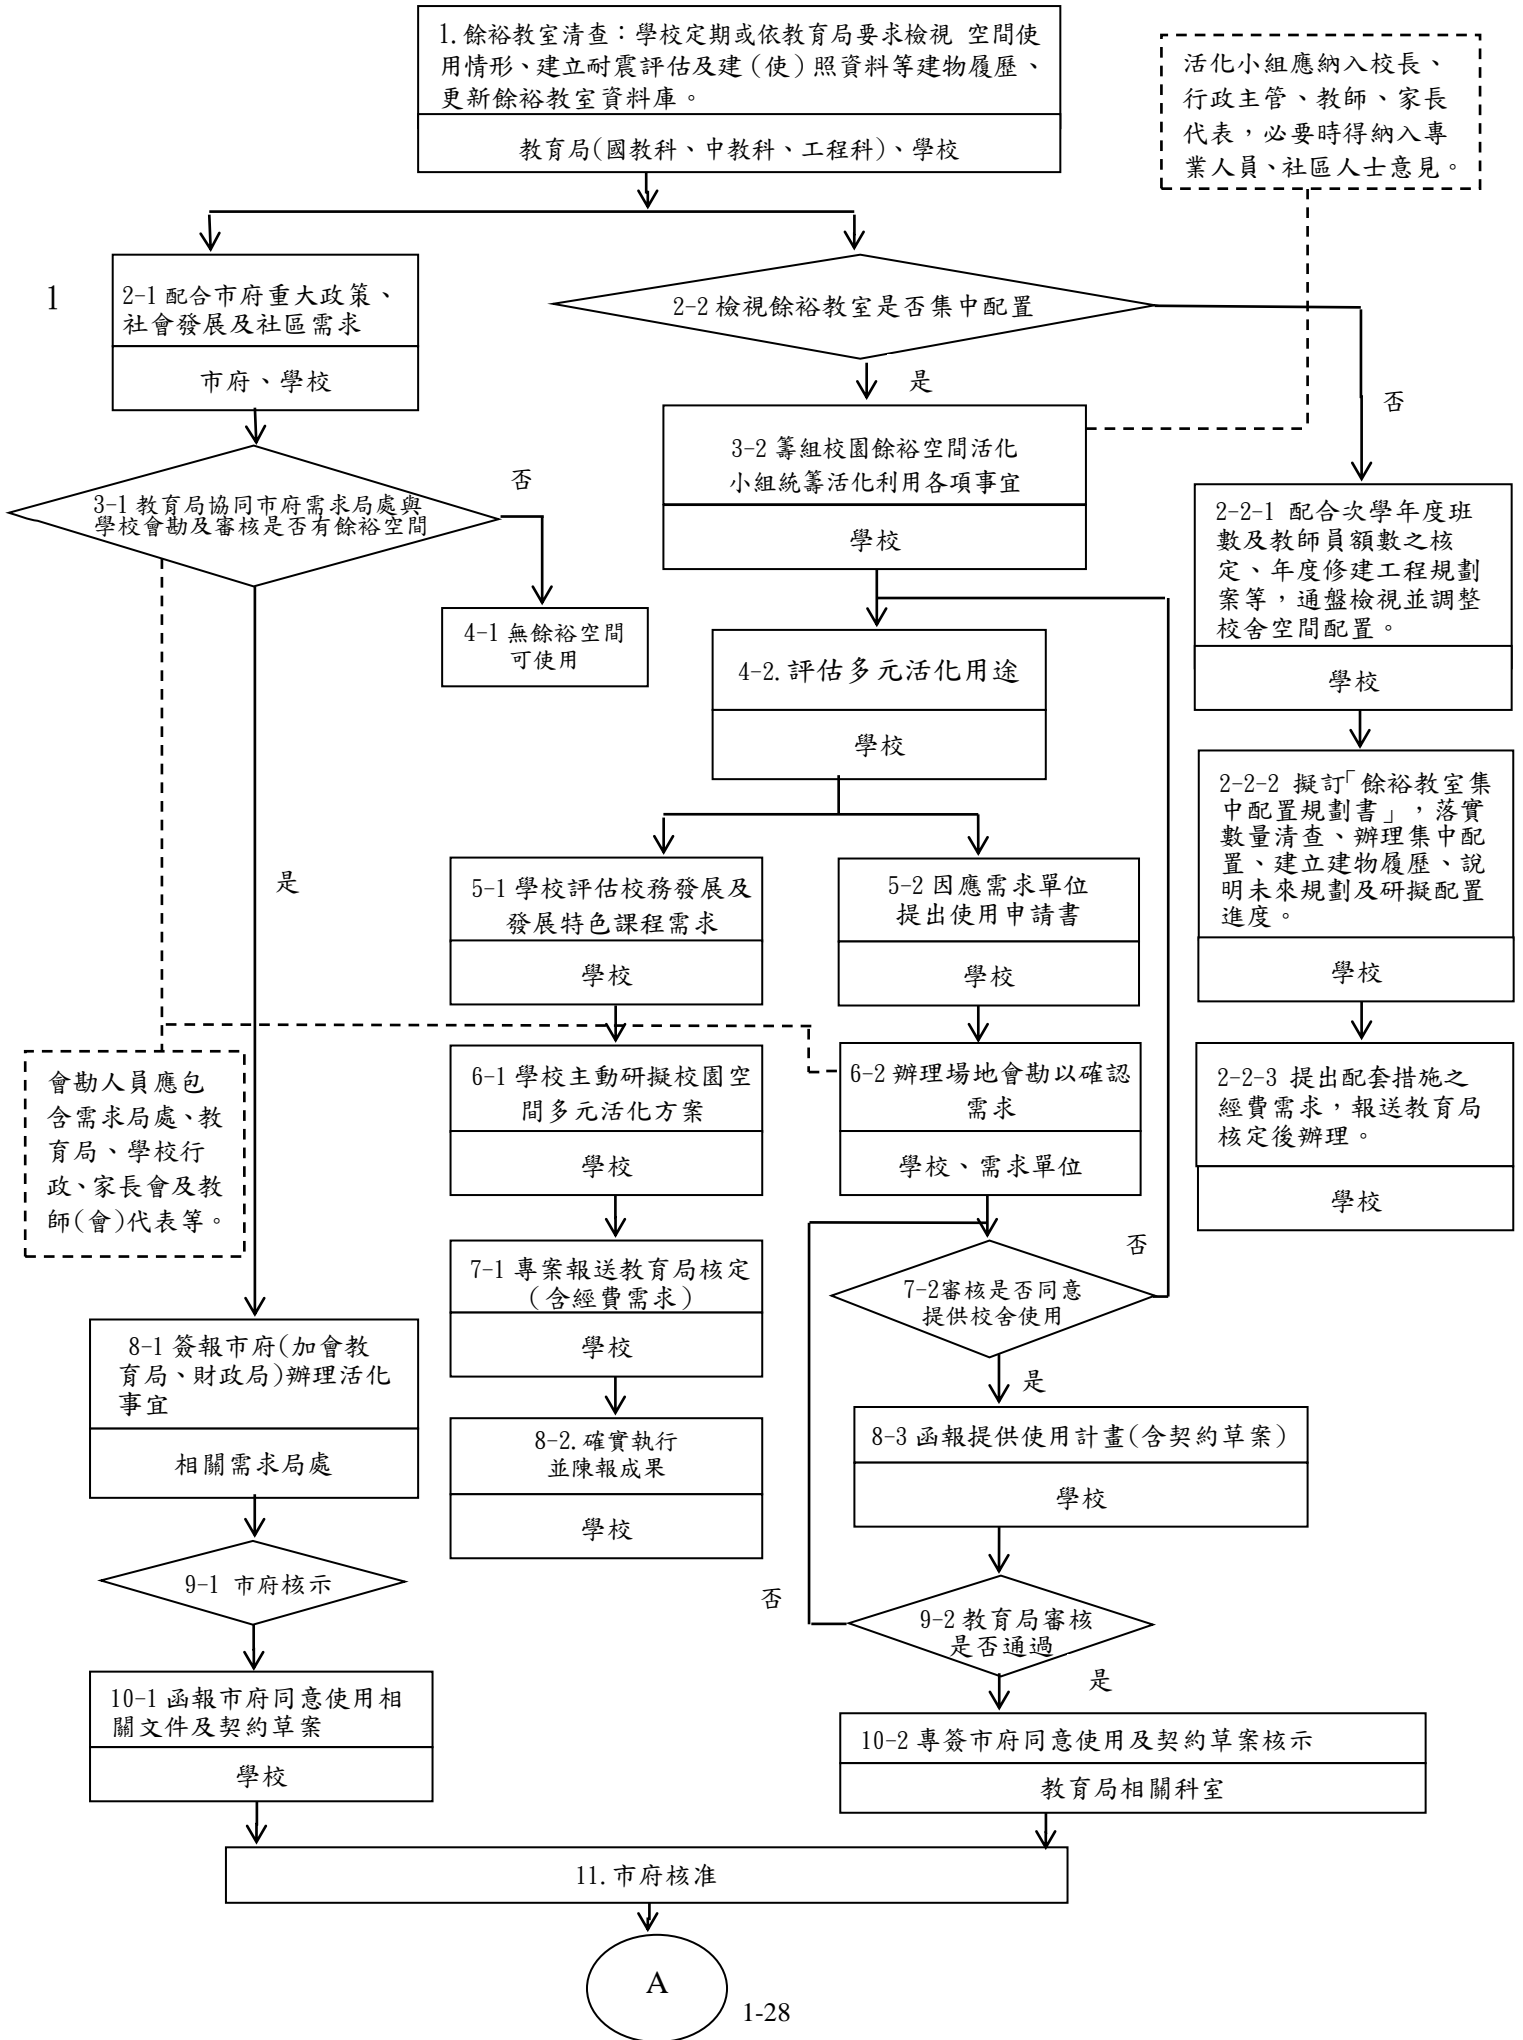 1.餘裕教室清查：學校定期或依教育局要求檢視 空間使
用情形、建立耐震評估及建(使)照資料等建物履歷、
更新餘裕教室資料庫。
教育局(國教科、中教科、工程科)、學校
活化小組應納入校長、
行政主管、教師、家長
代表，必要時得納入專
業人員、社區人士意見。
1
2-1 配合市府重大政策、
社會發展及社區需求
市府、學校
2-2 檢視餘裕教室是否集中配置
是
否
3-1 教育局協同市府需求局處與
學校會勘及審核是否有餘裕空間
否
是
4-1 無餘裕空間
可使用
3-2 籌組校園餘裕空間活化
小組統籌活化利用各項事宜
學校
2-2-1 配合次學年度班
數及教師員額數之核
定、年度修建工程規劃
案等，通盤檢視並調整
校舍空間配置。
學校
4-2.評估多元活化用途
學校
2-2-2 擬訂「餘裕教室集
中配置規劃書」，落實
數量清查、辦理集中配
置、建立建物履歷、說
明未來規劃及研擬配置
進度。
學校
5-1 學校評估校務發展及
發展特色課程需求
學校
5-2 因應需求單位
提出使用申請書
學校
會勘人員應包
含需求局處、教
育局、學校行
政、家長會及教
師(會)代表等。
6-1 學校主動研擬校園空
間多元活化方案
學校
6-2 辦理場地會勘以確認
需求
學校、需求單位
2-2-3 提出配套措施之
經費需求，報送教育局
核定後辦理。
學校
7-1 專案報送教育局核定
(含經費需求)
學校
7-2審核是否同意
提供校舍使用
否
是
8-1 簽報市府(加會教
育局、財政局)辦理活化
事宜
相關需求局處
8-2.確實執行
並陳報成果
學校
8-3 函報提供使用計畫(含契約草案)
學校
9-1 市府核示
9-2 教育局審核
是否通過
否
是
10-1 函報市府同意使用相
關文件及契約草案
學校
10-2 專簽市府同意使用及契約草案核示
教育局相關科室
11.市府核准
A
1-28